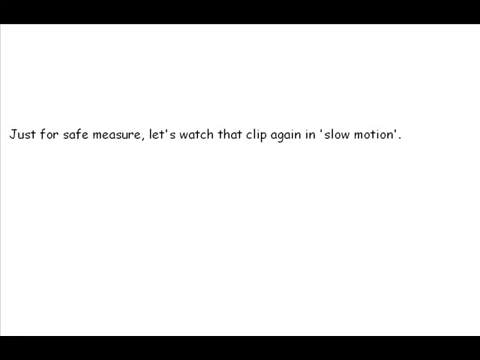 Just for safe measure, let's watch that clip again in 'slow motion'.